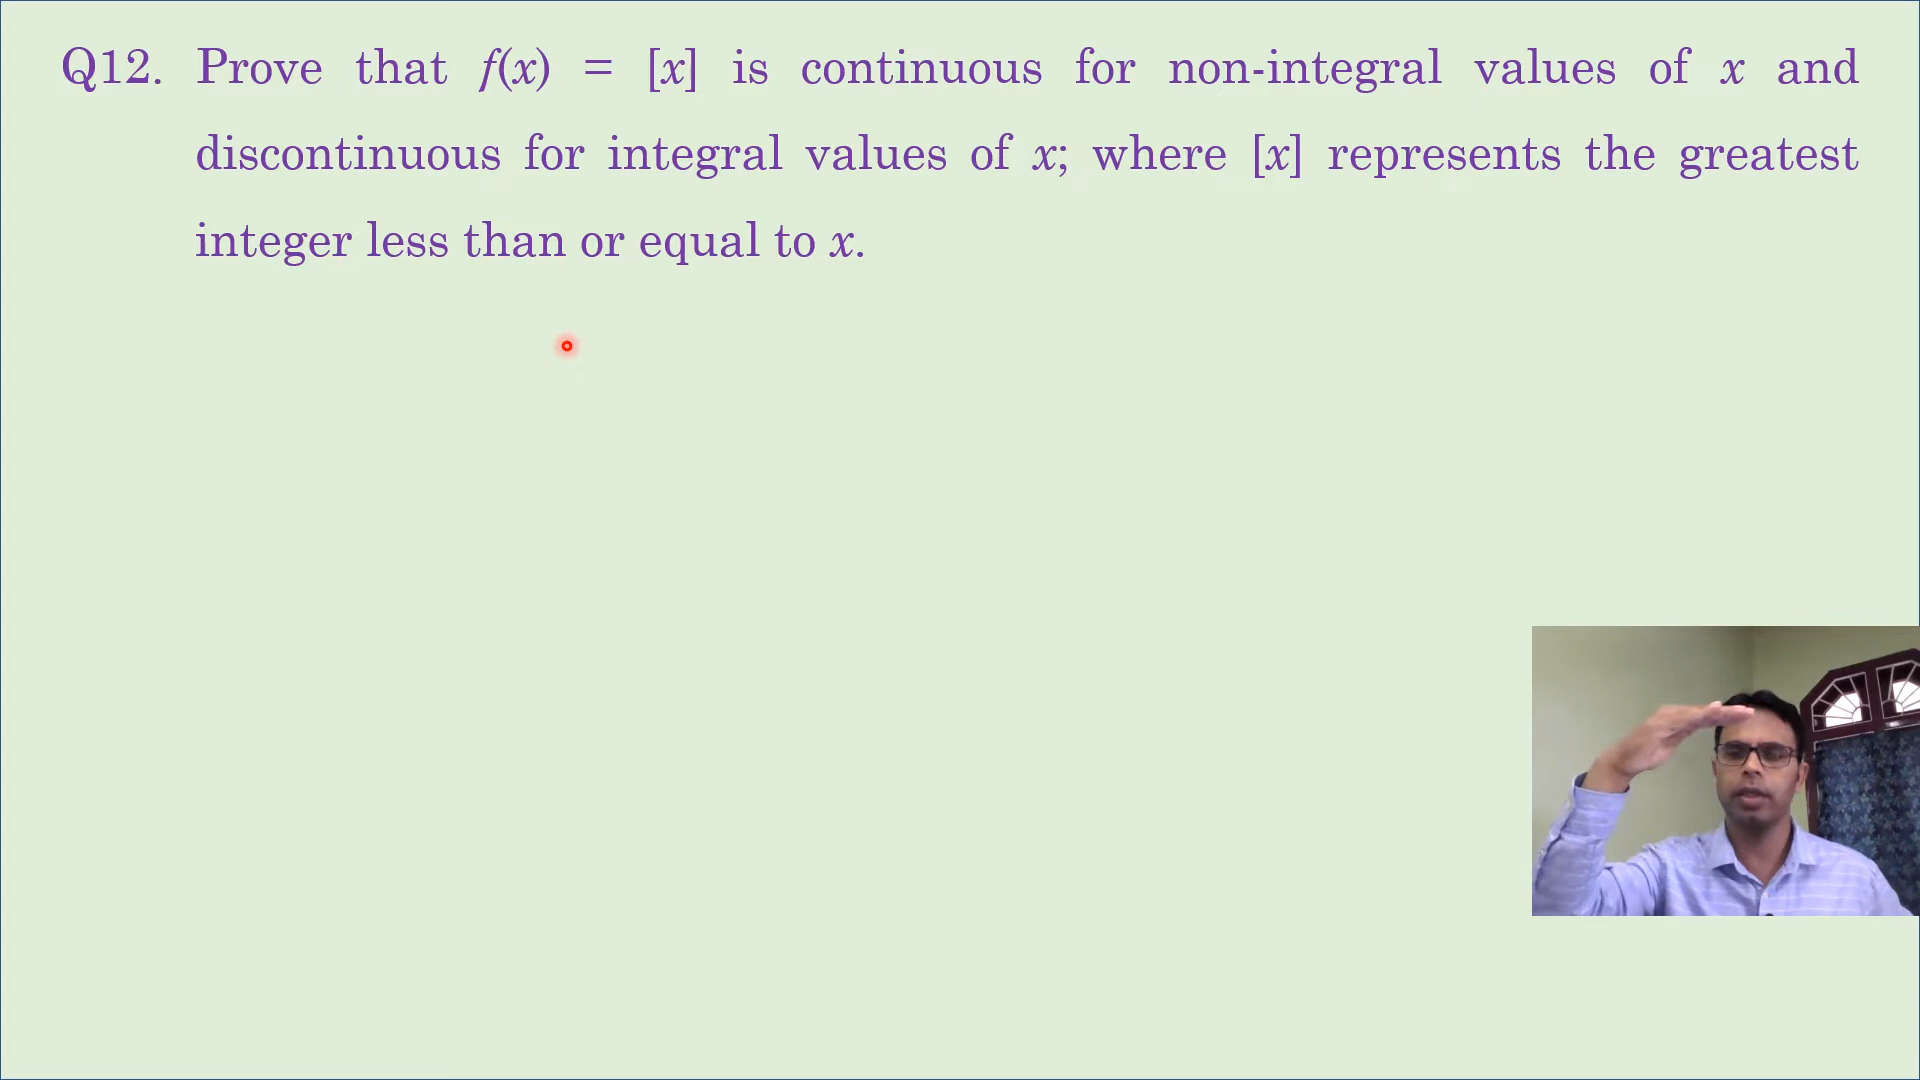 Q12. Prove that f(x) = [x] is continuous for non-integral values of x and
discontinuous for integral values of x; where [x] represents the greatest
integer less than or equal to x.